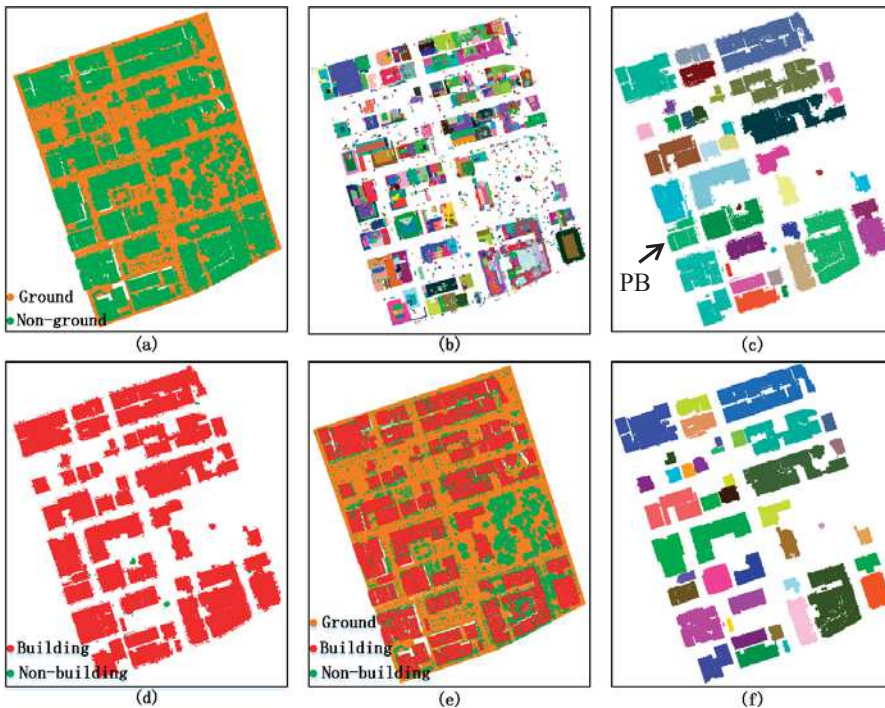 PB
Ground
Non-ground
(a)
(b)
(c)
Building
Non-building
Ground
Building
Non-building
(d)
(e)
(f)